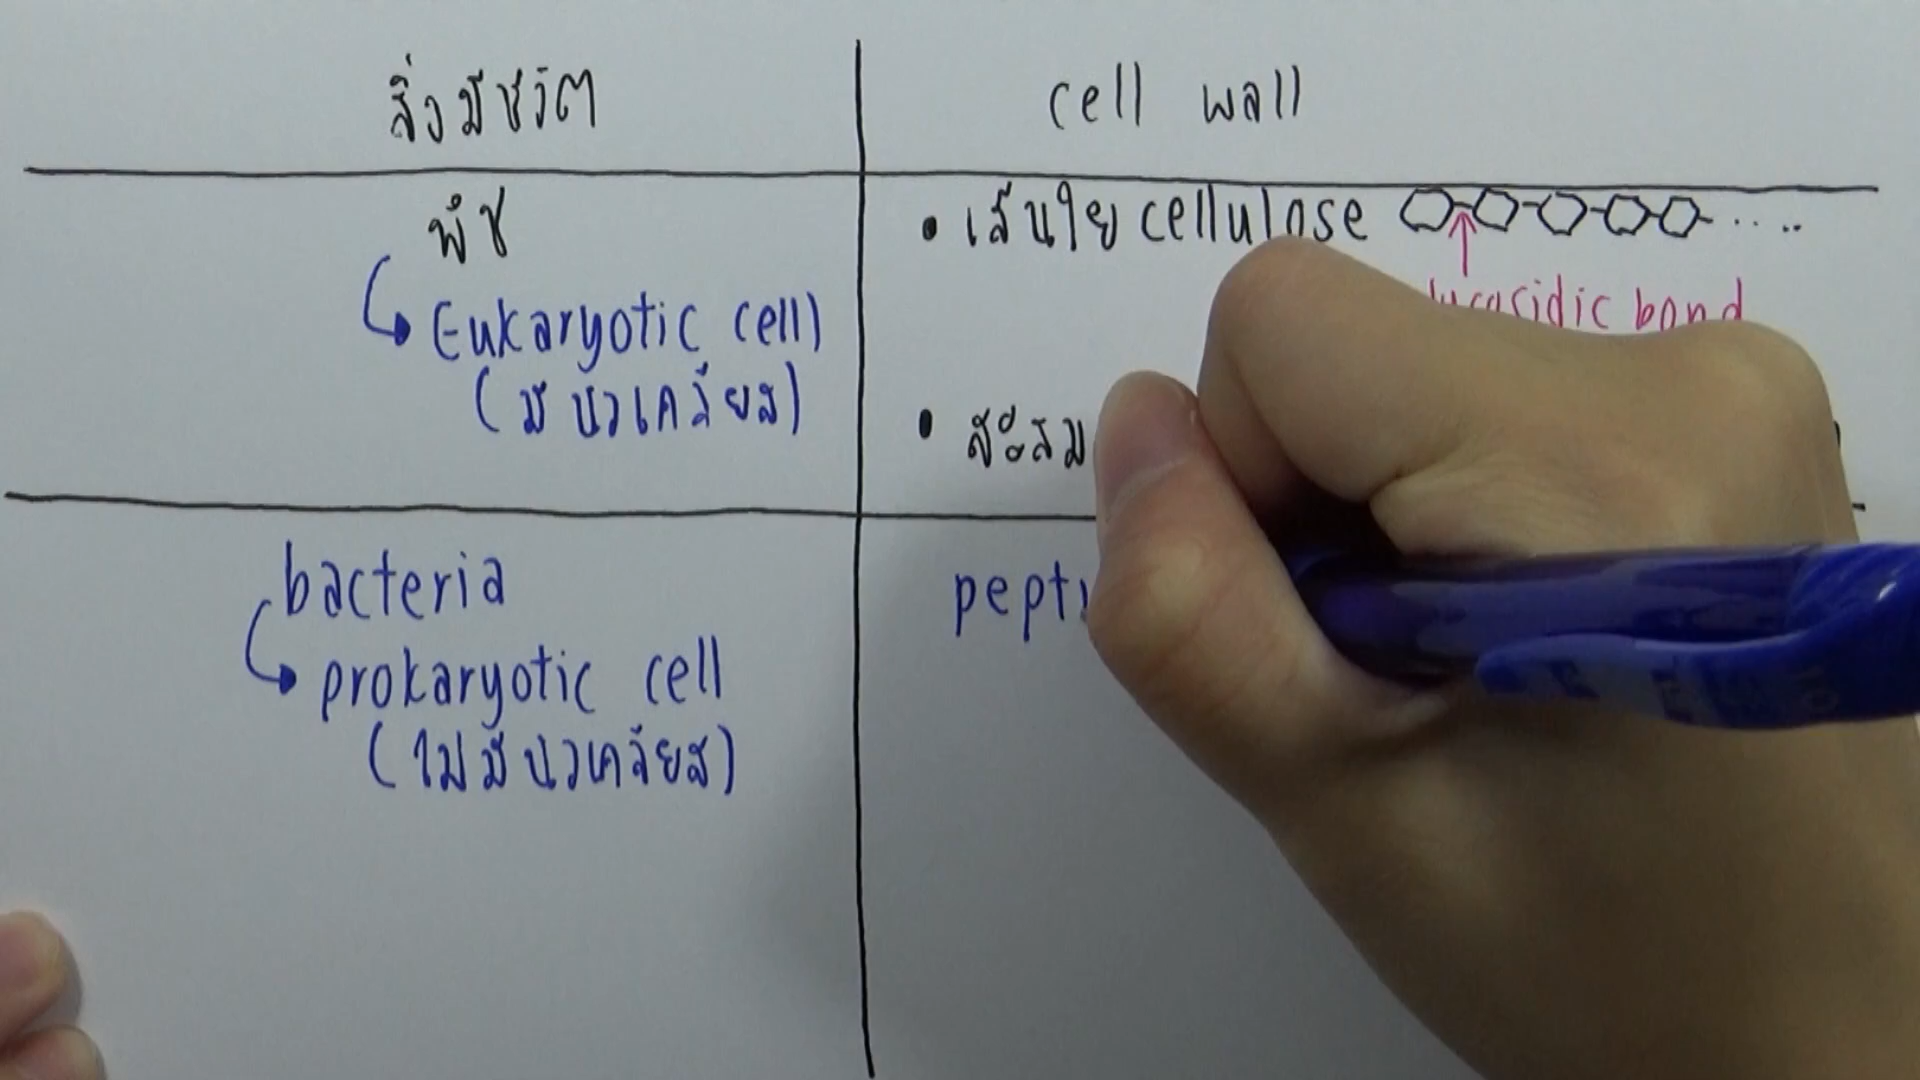 สิ่งมีชีวิต
cell wall
พืช
Eukaryotic cell
(มีนิวเคลียส)
• เส้นใย cellulose
bond
• สะสม
bacteria
prokaryotic cell
(ไม่มีนิวเคลียส)